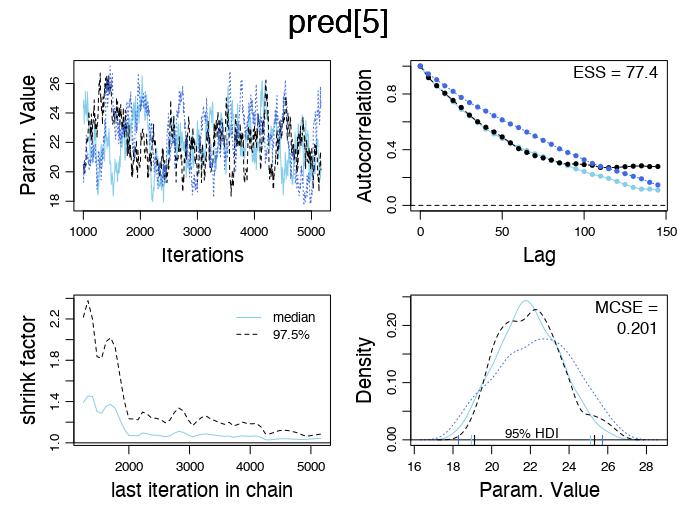 pred[5]
Param. Value
18 20 22 24 26
1000 2000 3000 4000 5000
Iterations
Autocorrelation
0.0 0.4 0.8
ESS = 77.4
0 50 100 150
Lag
shrink factor
1.0 1.4 1.8 2.2
median
97.5%
2000 3000 4000 5000
last iteration in chain
Density
0.00 0.10 0.20
MCSE =
0.201
95% HDI
16 18 20 22 24 26 28
Param. Value